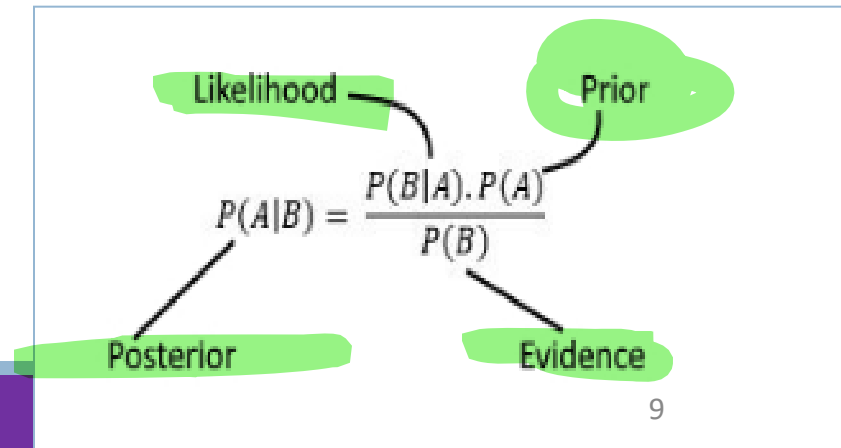 Likelihood Prior
P(A|B) = P(B|A).P(A)
P(B)
Posterior Evidence
9